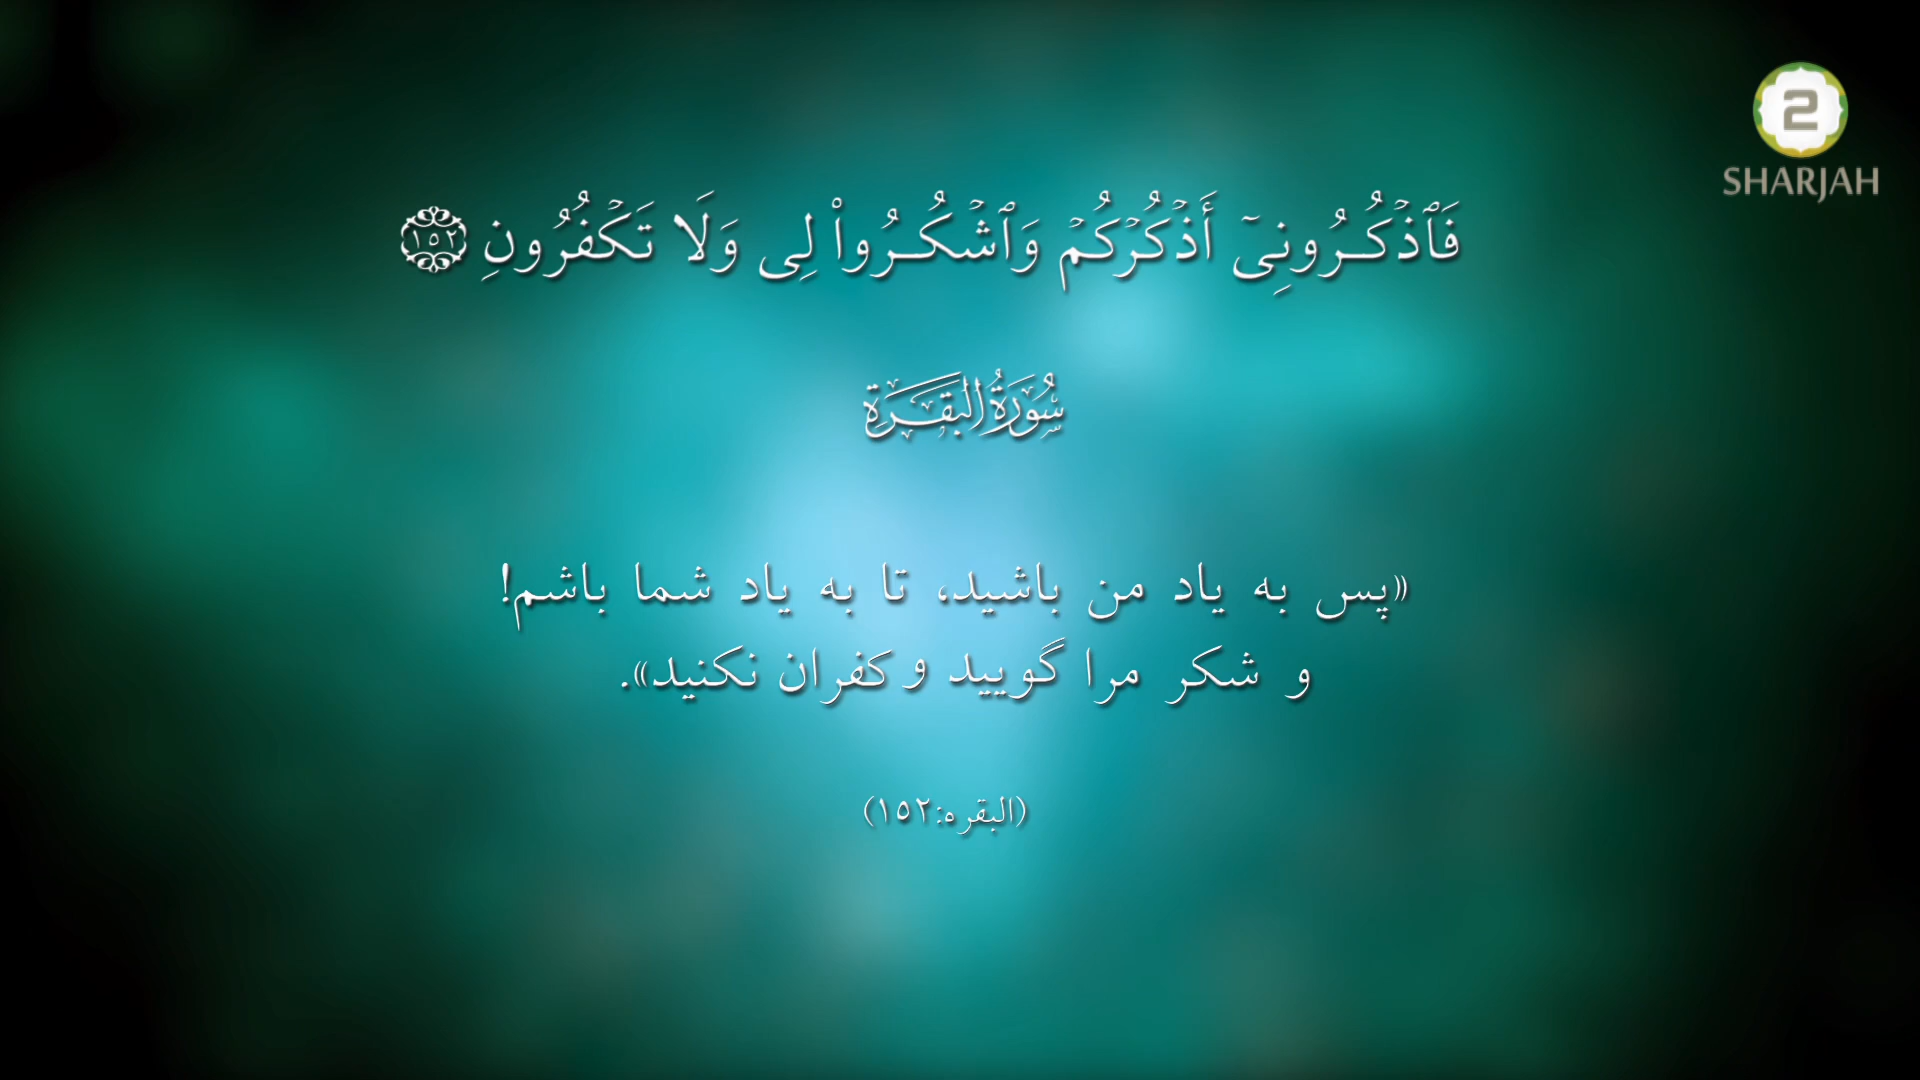 2
SHARJAH
فَٱذۡكُرُونِيٓ أَذۡكُرۡكُمۡ وَٱشۡكُرُواْ لِي وَلَا تَكۡفُرُونِ ١٥٢
سُورَةُ البَقَرَةِ
«پس به یاد من باشید، تا به یاد شما باشم!
و شکر مرا گویید و کفران نکنید».
(البقره:١٥٢)